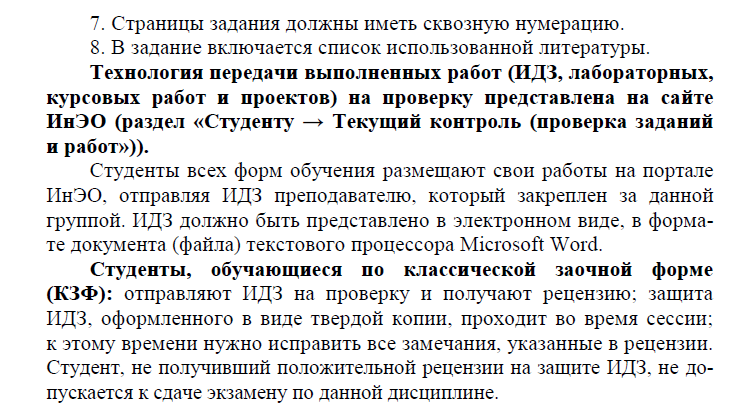 7. Страницы задания должны иметь сквозную нумерацию.
8. В задание включается список использованной литературы.
Технология передачи выполненных работ (ИДЗ, лабораторных,
курсовых работ и проектов) на проверку представлена на сайте
ИнЭО (раздел «Студенту → Текущий контроль (проверка заданий
и работ»)).
Студенты всех форм обучения размещают свои работы на портале
ИнЭО, отправляя ИДЗ преподавателю, который закреплен за данной
группой. ИДЗ должно быть представлено в электронном виде, в форма-
те документа (файла) текстового процессора Microsoft Word.
Студенты, обучающиеся по классической заочной форме
(КЗФ): отправляют ИДЗ на проверку и получают рецензию; защита
ИДЗ, оформленного в виде твердой копии, проходит во время сессии;
к этому времени нужно исправить все замечания, указанные в рецензии.
Студент, не получивший положительной рецензии на защите ИДЗ, не до-
пускается к сдаче экзамену по данной дисциплине.